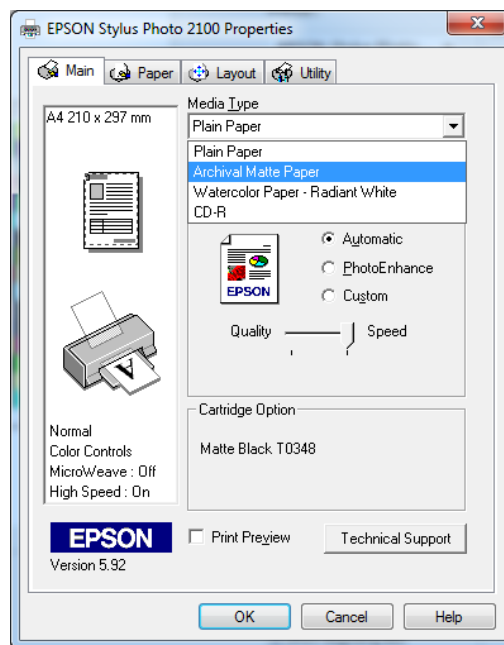 EPSON Stylus Photo 2100 Properties
Main
Paper
Layout
Utility
A4 210 x 297 mm
Media Type
Plain Paper
Plain Paper
Archival Matte Paper
Watercolor Paper - Radiant White
CD-R
EPSON
Automatic
PhotoEnhance
Custom
Quality
Speed
A
Cartridge Option
Matte Black T0348
Normal
Color Controls
MicroWeave : Off
High Speed : On
EPSON
Version 5.92
Print Preview
Technical Support
OK
Cancel
Help